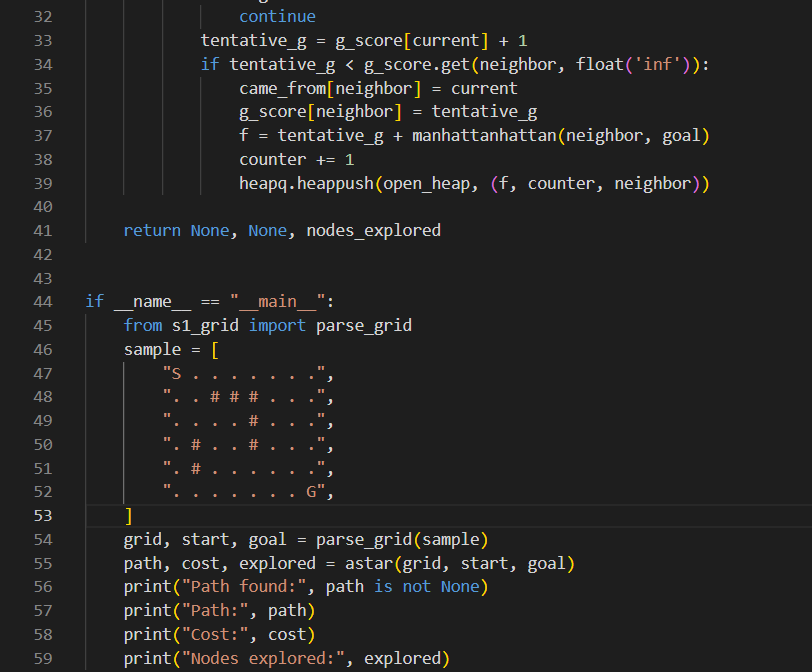 32 continue
33 tentative_g = g_score[current] + 1
34 if tentative_g < g_score.get(neighbor, float('inf')):
35 came_from[neighbor] = current
36 g_score[neighbor] = tentative_g
37 f = tentative_g + manhattanhattan(neighbor, goal)
38 counter += 1
39 heapq.heappush(open_heap, (f, counter, neighbor))
40
41 return None, None, nodes_explored
42
43
44 if __name__ == "__main__":
45 from s1_grid import parse_grid
46 sample = [
47 "S . . . . . . .",
48 ". . # # # . . .",
49 ". . . . # . . .",
50 ". # . . # . . .",
51 ". # . . . . . .",
52 ". . . . . . . G",
53 ]
54 grid, start, goal = parse_grid(sample)
55 path, cost, explored = astar(grid, start, goal)
56 print("Path found:", path is not None)
57 print("Path:", path)
58 print("Cost:", cost)
59 print("Nodes explored:", explored)